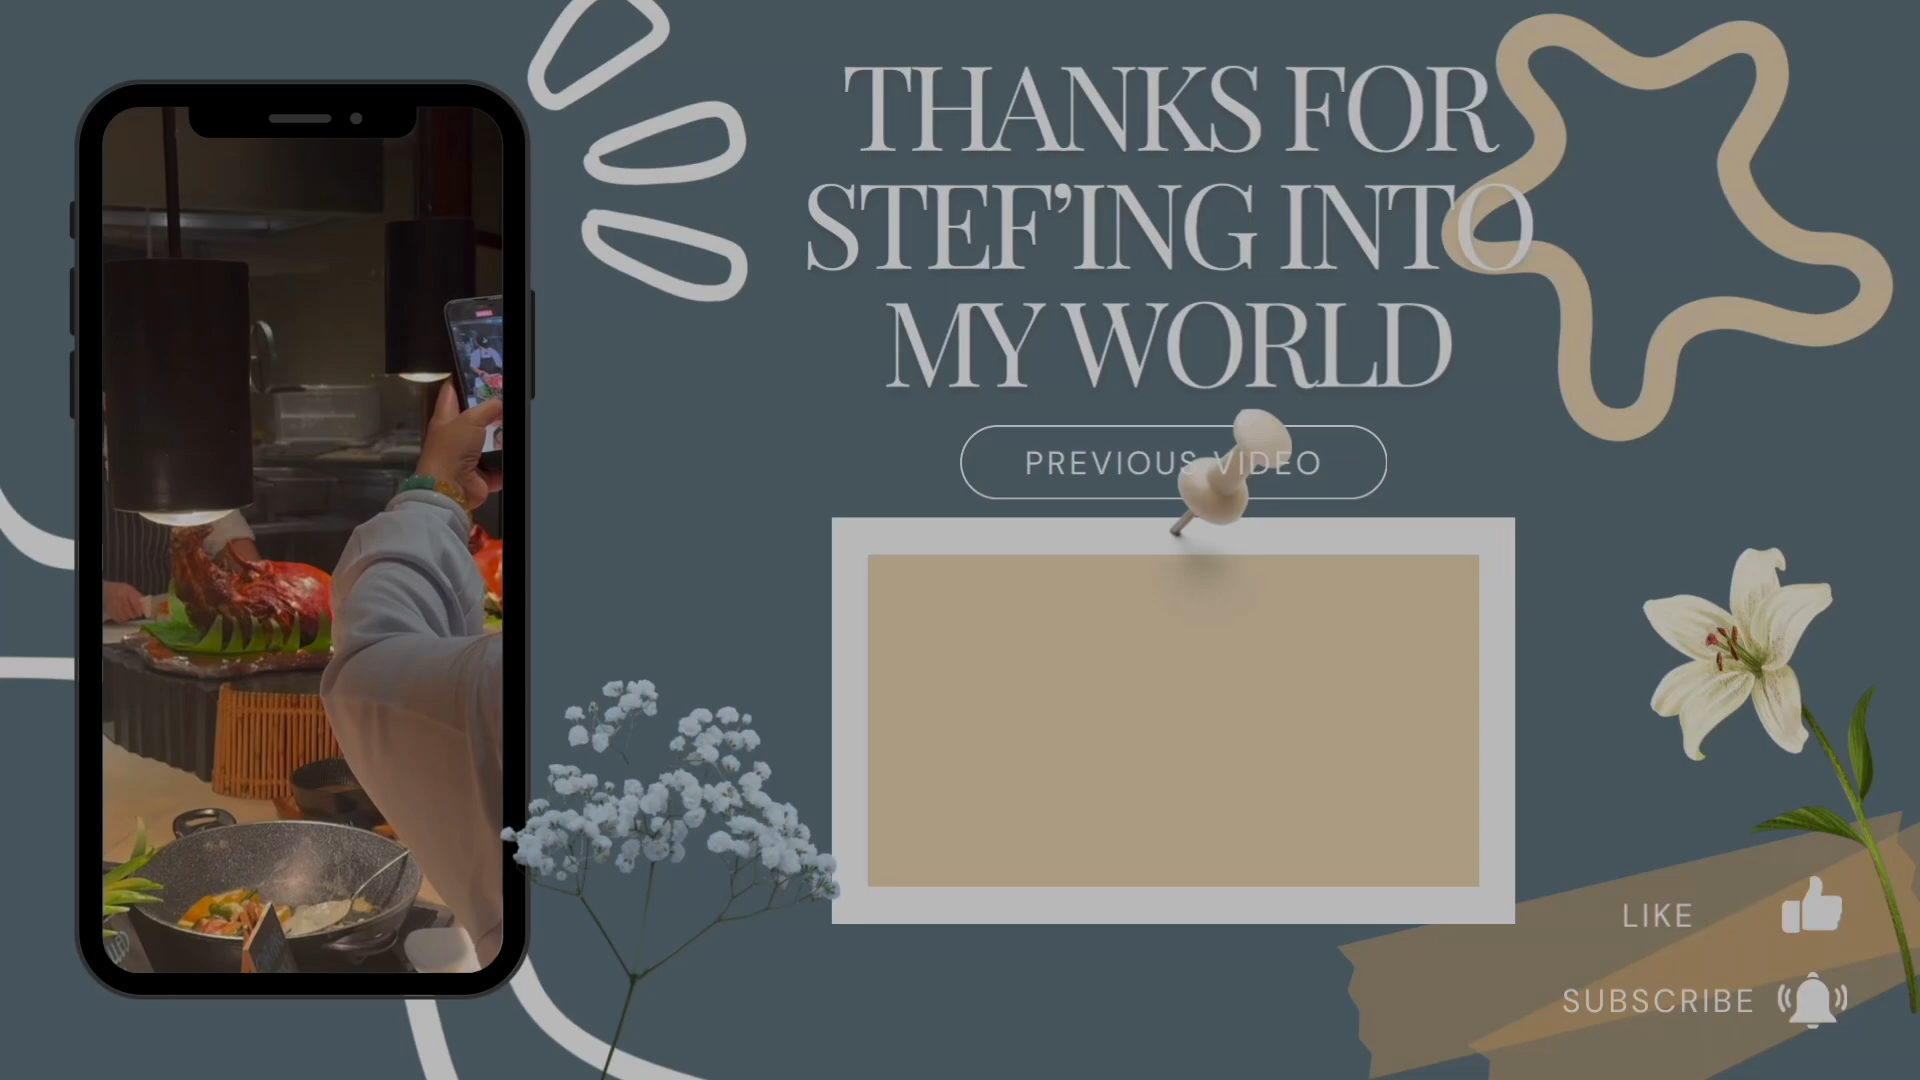 THANKS FOR
STEF'ING INTO
MY WORLD
PREVIOUS VIDEO
LIKE
SUBSCRIBE